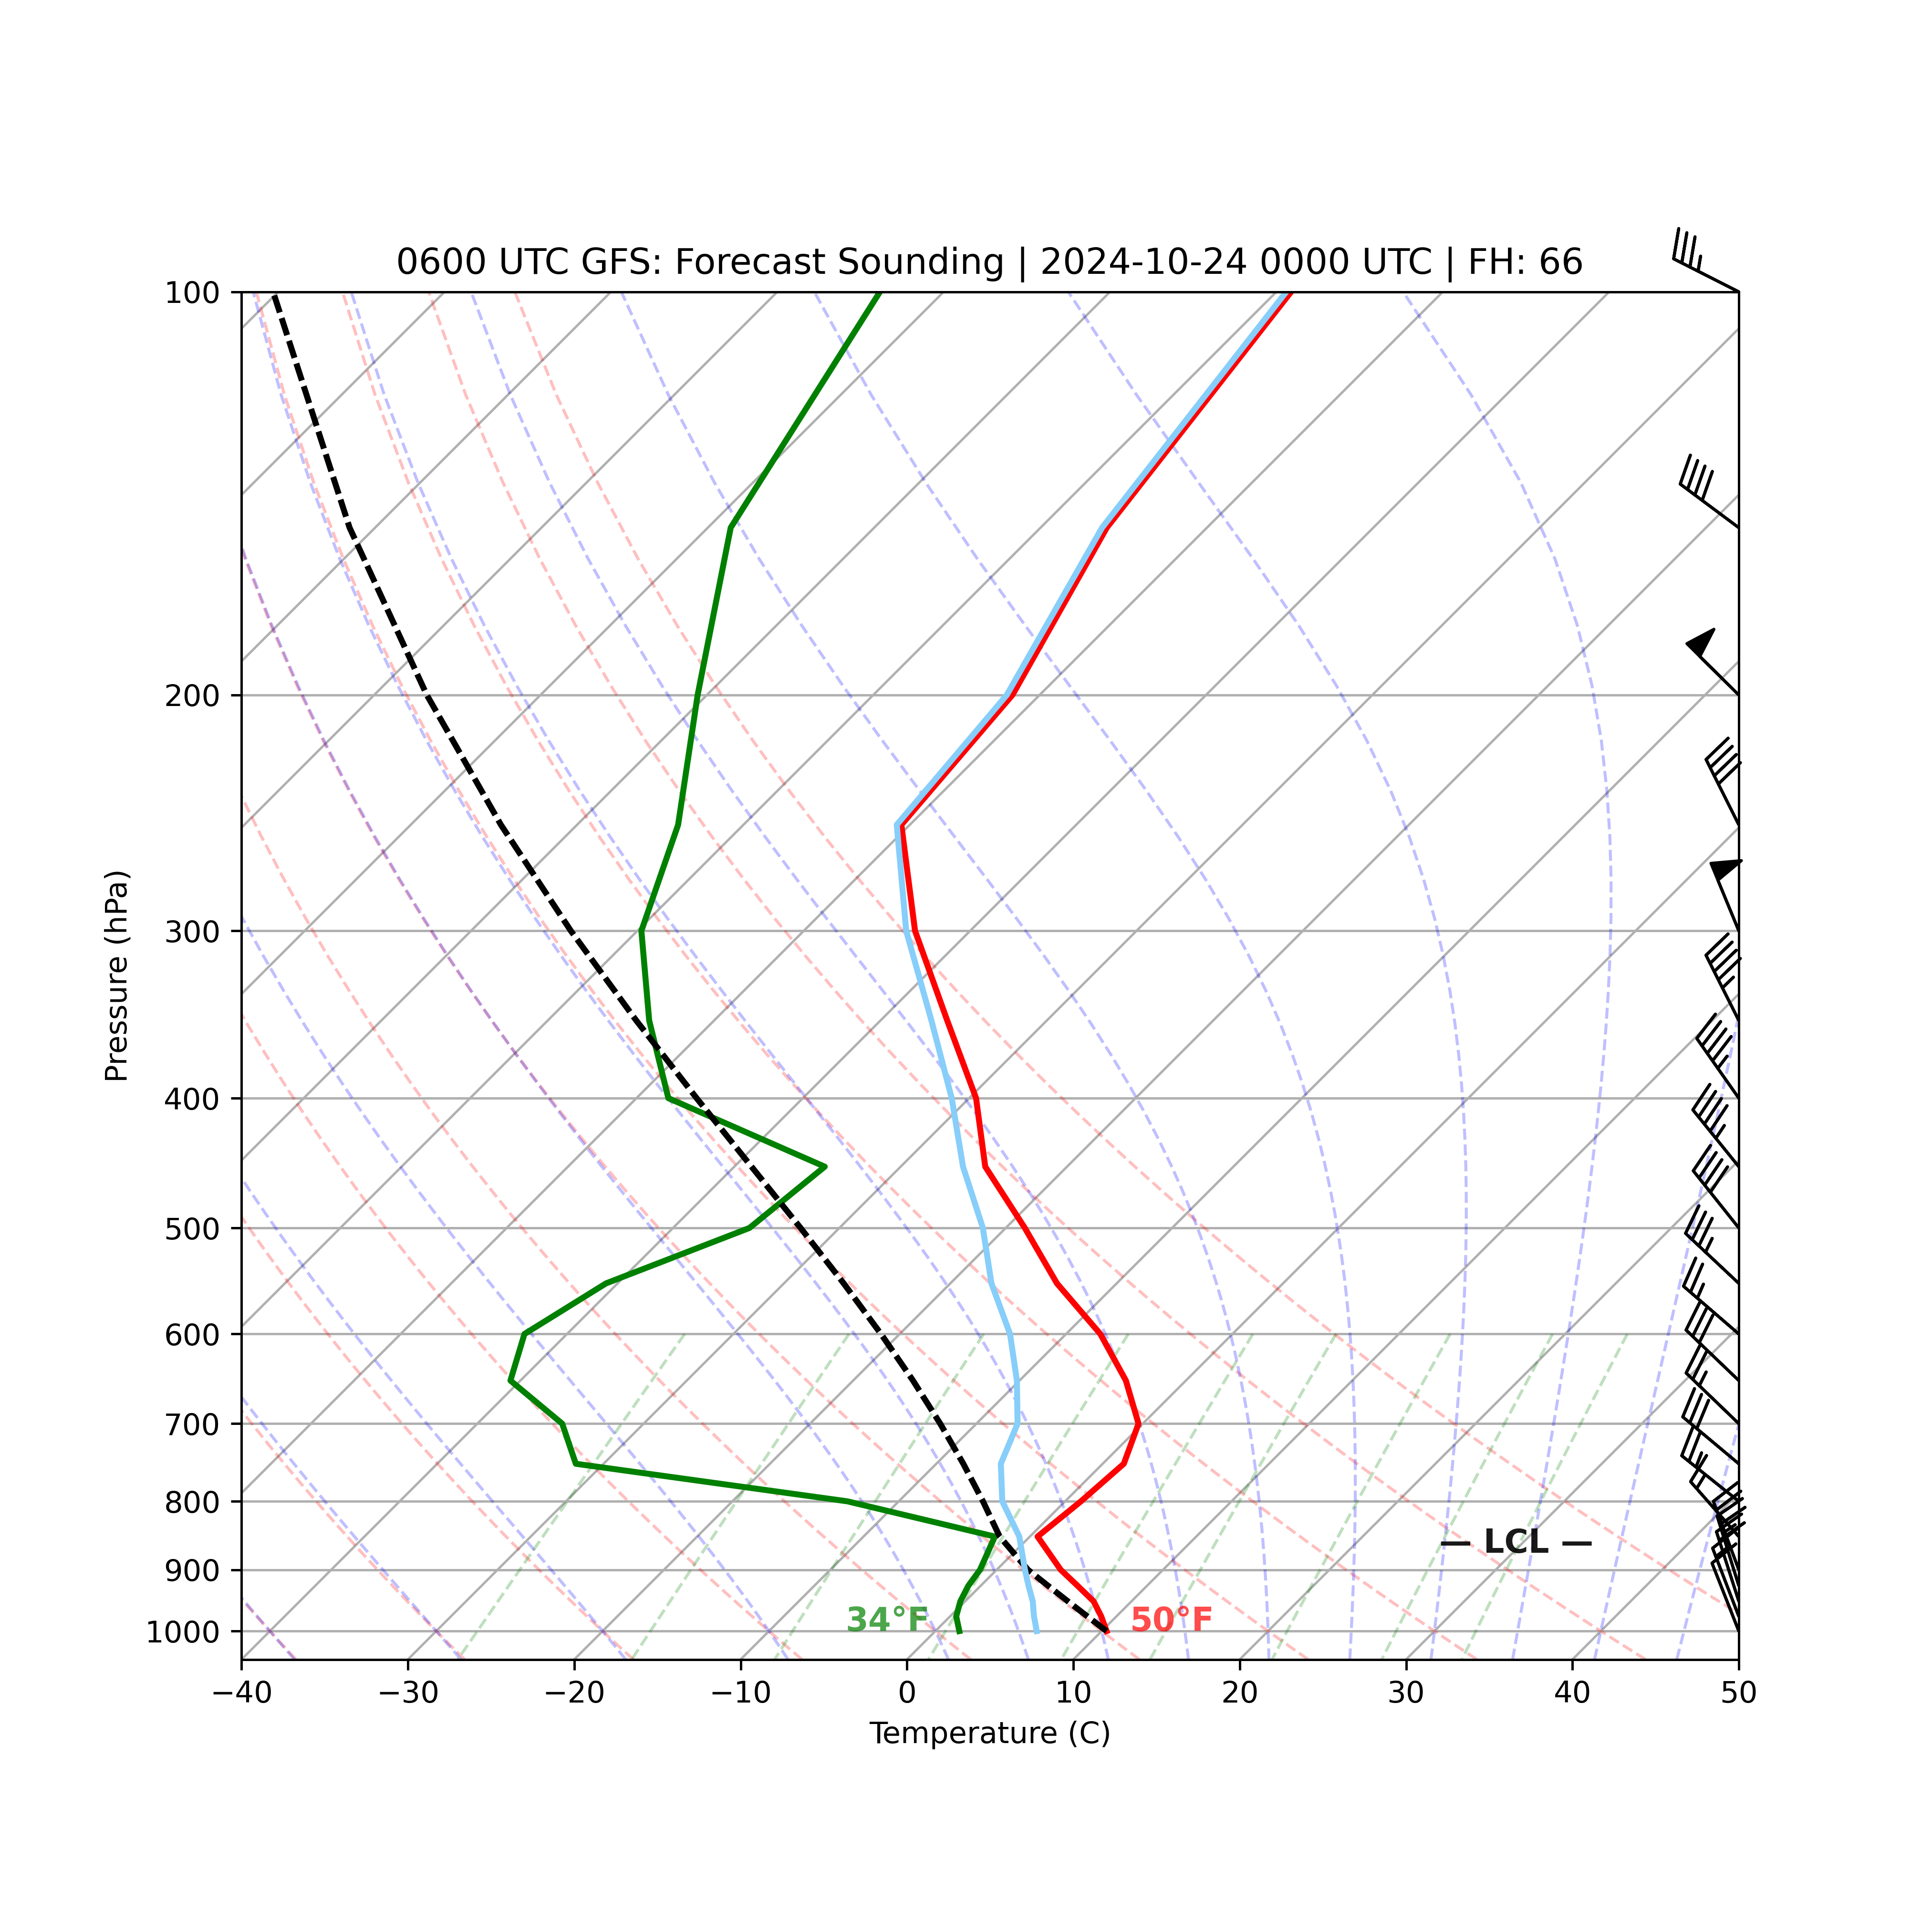 0600 UTC GFS: Forecast Sounding | 2024-10-24 0000 UTC | FH: 66
100
200
300
400
500
600
700
800
900
1000
Pressure (hPa)
— LCL —
34°F
50°F
−40 −30 −20 −10 0 10 20 30 40 50
Temperature (C)